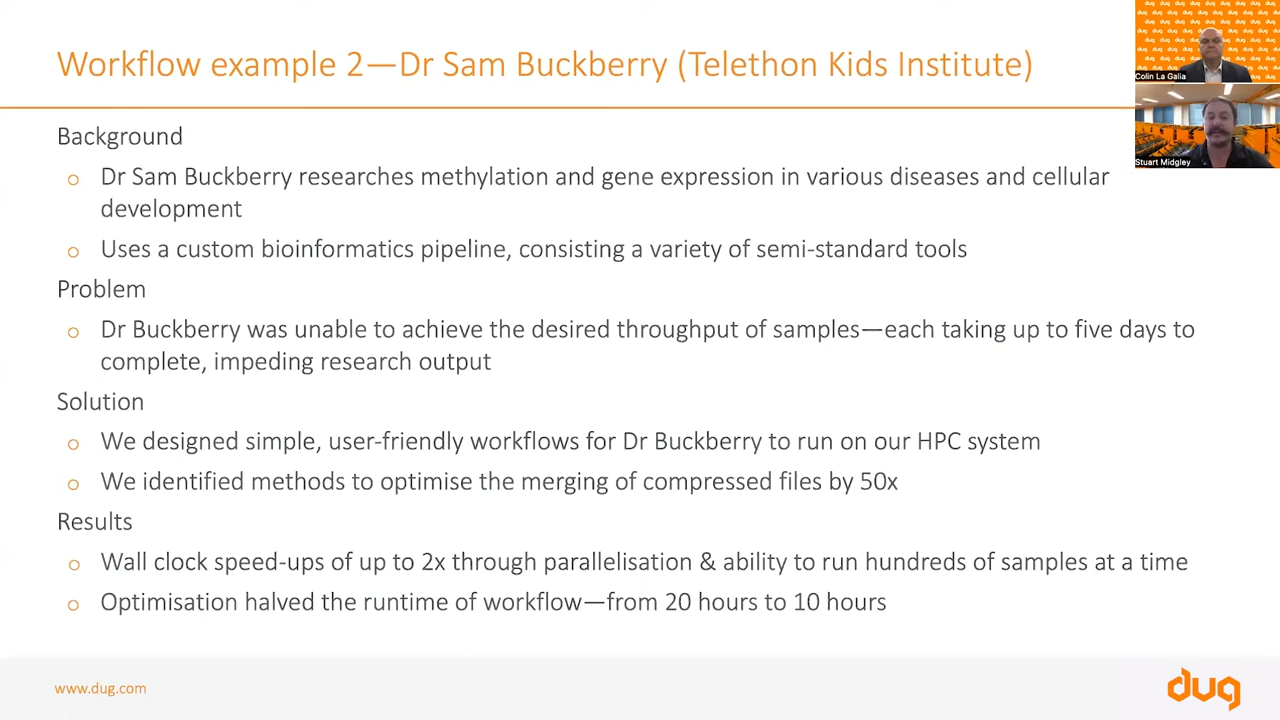 Workflow example 2—Dr Sam Buckberry (Telethon Kids Institute)
Colin La Galia
Stuart Midgley
Background
Dr Sam Buckberry researches methylation and gene expression in various diseases and cellular
development
Uses a custom bioinformatics pipeline, consisting a variety of semi-standard tools
Problem
Dr Buckberry was unable to achieve the desired throughput of samples—each taking up to five days to
complete, impeding research output
Solution
We designed simple, user-friendly workflows for Dr Buckberry to run on our HPC system
We identified methods to optimise the merging of compressed files by 50x
Results
Wall clock speed-ups of up to 2x through parallelisation & ability to run hundreds of samples at a time
Optimisation halved the runtime of workflow—from 20 hours to 10 hours
www.dug.com
dug